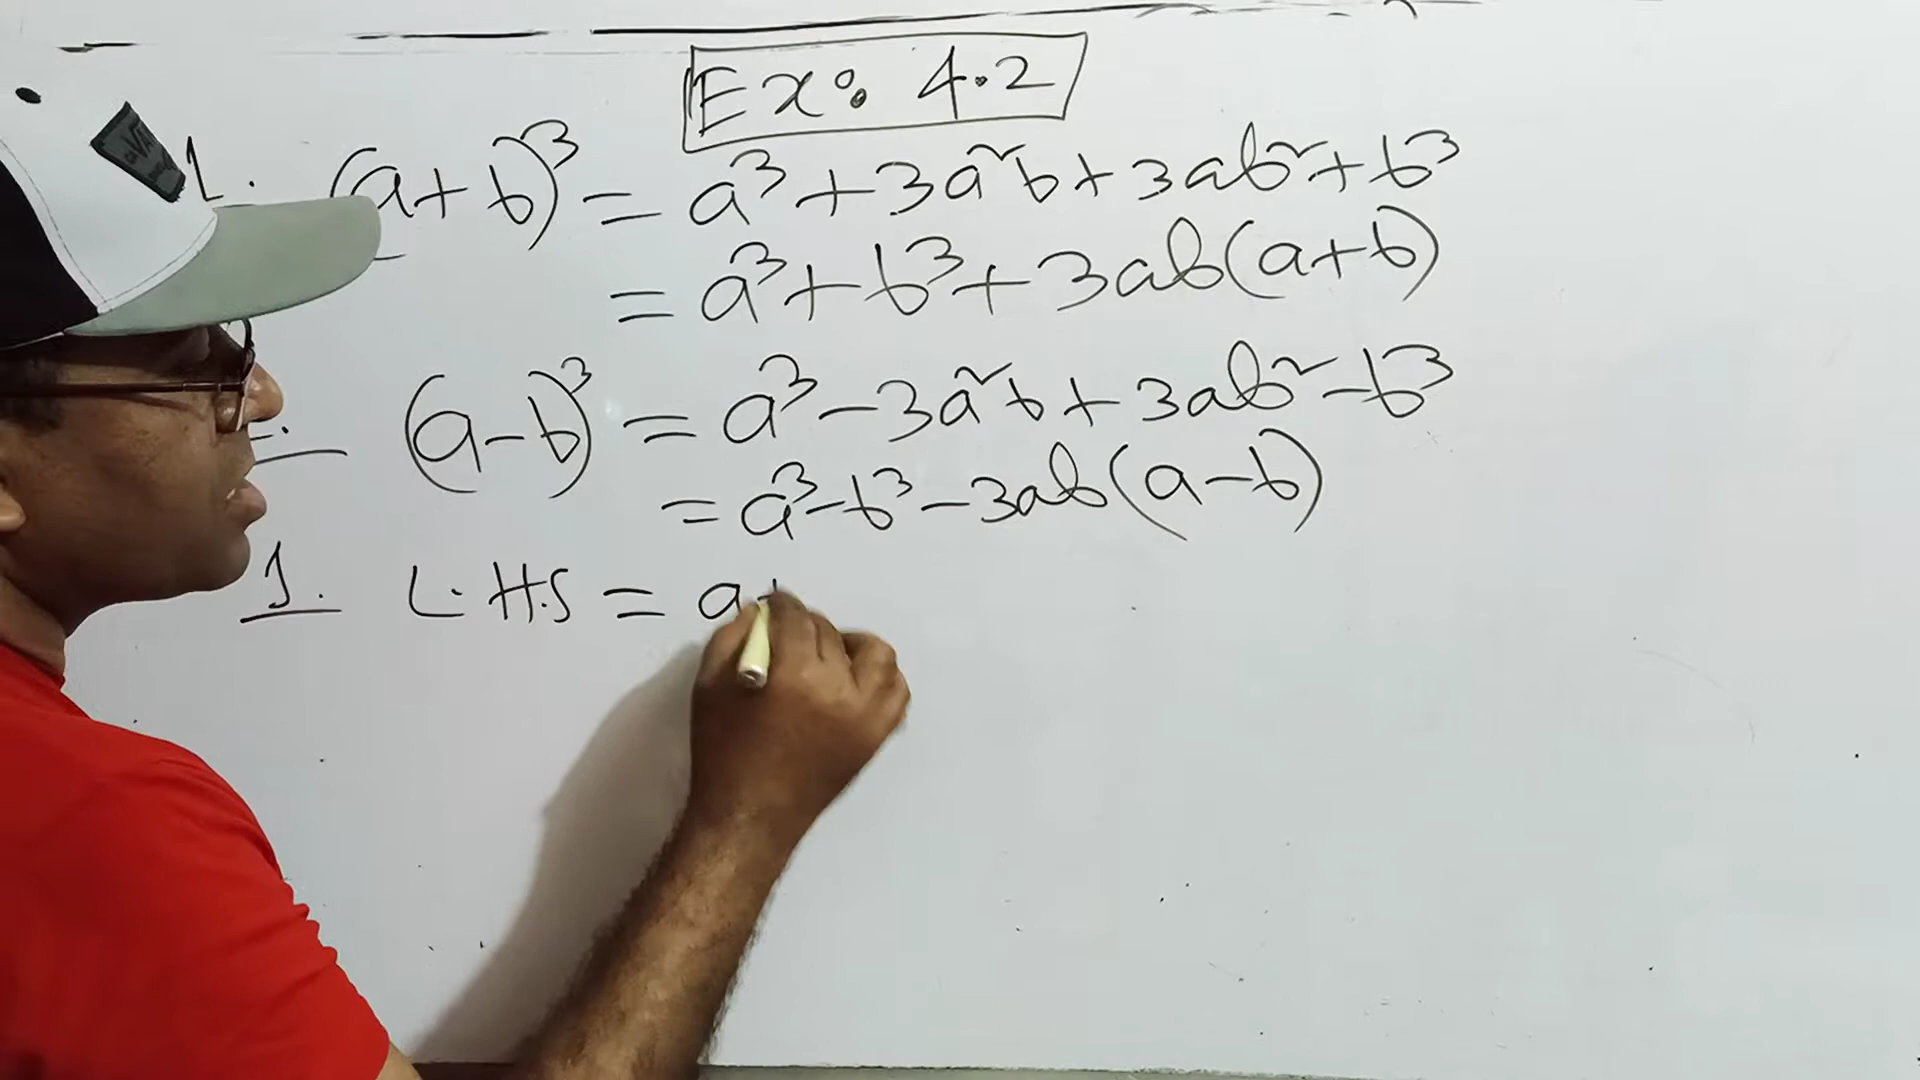 Ex: 4.2
1. (a+b)³ = a³+3a²b+3ab²+b³
= a³+b³+3ab(a+b)
(a-b)³ = a³-3a²b+3ab²-b³
= a³-b³-3ab(a-b)
1. L.H.S = a+